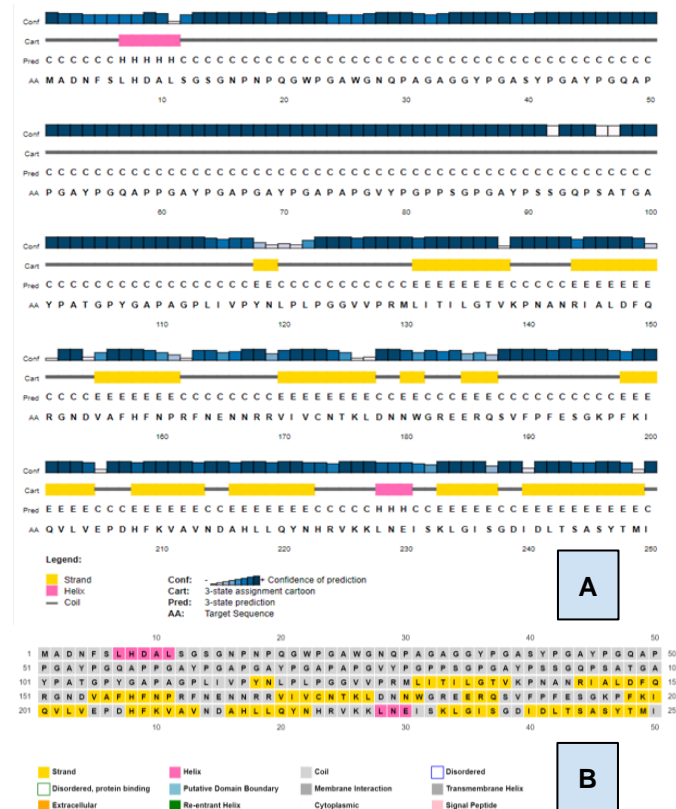 Conf
Cart
Pred C C C C C C H H H H H C C C C C C C C C C C C C C C C C C C C C C C C C C C C C C C C C C C C C C C
AA M A D N F S L H D A L S G S G N P N P Q G W P G A W G N Q P A G A G G Y P G A S Y P G A Y P G Q A P
10 20 30 40 50
Conf
Cart
Pred C C C C C C C C C C C C C C C C C C C C C C C C C C C C C C C C C C C C C C C C C C C C C C C C C C
AA P G A Y P G Q A P P G A Y P G A P G A Y P G A P A P G V Y P G P P S G P G A Y P S S G Q P S A T G A
60 70 80 90 100
Conf
Cart
Pred C C C C C C C C C C C C C C C C C E E C C C C C C C C C C C E E E E E E E E C C C C C E E E E E E E
AA Y P A T G P Y G A P A G P L I V P Y N L P L P G G V V P R M L I T I L G T V K P N A N R I A L D F Q
110 120 130 140 150
Conf
Cart
Pred C C C C E E E E E E E C C C C C C C C E E E E E E E E C C E E C C C E E E C C C C C C C C C C E E E
AA R G N D V A F H F N P R F N E N N R R V I V C N T K L D N N W G R E E R Q S V F P F E S G K P F K I
160 170 180 190 200
Conf
Cart
Pred E E E E C C C E E E E E E C C E E E E E E E C C C C C H H H C C E E E E E C C E E E E E E E E E E C
AA Q V L V E P D H F K V A V N D A H L L Q Y N H R V K K L N E I S K L G I S G D I D L T S A S Y T M I
210 220 230 240 250
Legend:
Strand
Helix
Coil
Conf: - + Confidence of prediction
Cart: 3-state assignment cartoon
Pred: 3-state prediction
AA: Target Sequence
A
10 20 30 40 50
1 M A D N F S L H D A L S G S G N P N P Q G W P G A W G N Q P A G A G G Y P G A S Y P G A Y P G Q A P 50
51 P G A Y P G Q A P P G A Y P G A P G A Y P G A P A P G V Y P G P P S G P G A Y P S S G Q P S A T G A 10
101 Y P A T G P Y G A P A G P L I V P Y N L P L P G G V V P R M L I T I L G T V K P N A N R I A L D F Q 15
151 R G N D V A F H F N P R F N E N N R R V I V C N T K L D N N W G R E E R Q S V F P F E S G K P F K I 20
201 Q V L V E P D H F K V A V N D A H L L Q Y N H R V K K L N E I S K L G I S G D I D L T S A S Y T M I 25
10 20 30 40 50
B
Strand Helix Coil Disordered
Disordered, protein binding Putative Domain Boundary Membrane Interaction Transmembrane Helix
Extracellular Re-entrant Helix Cytoplasmic Signal Peptide